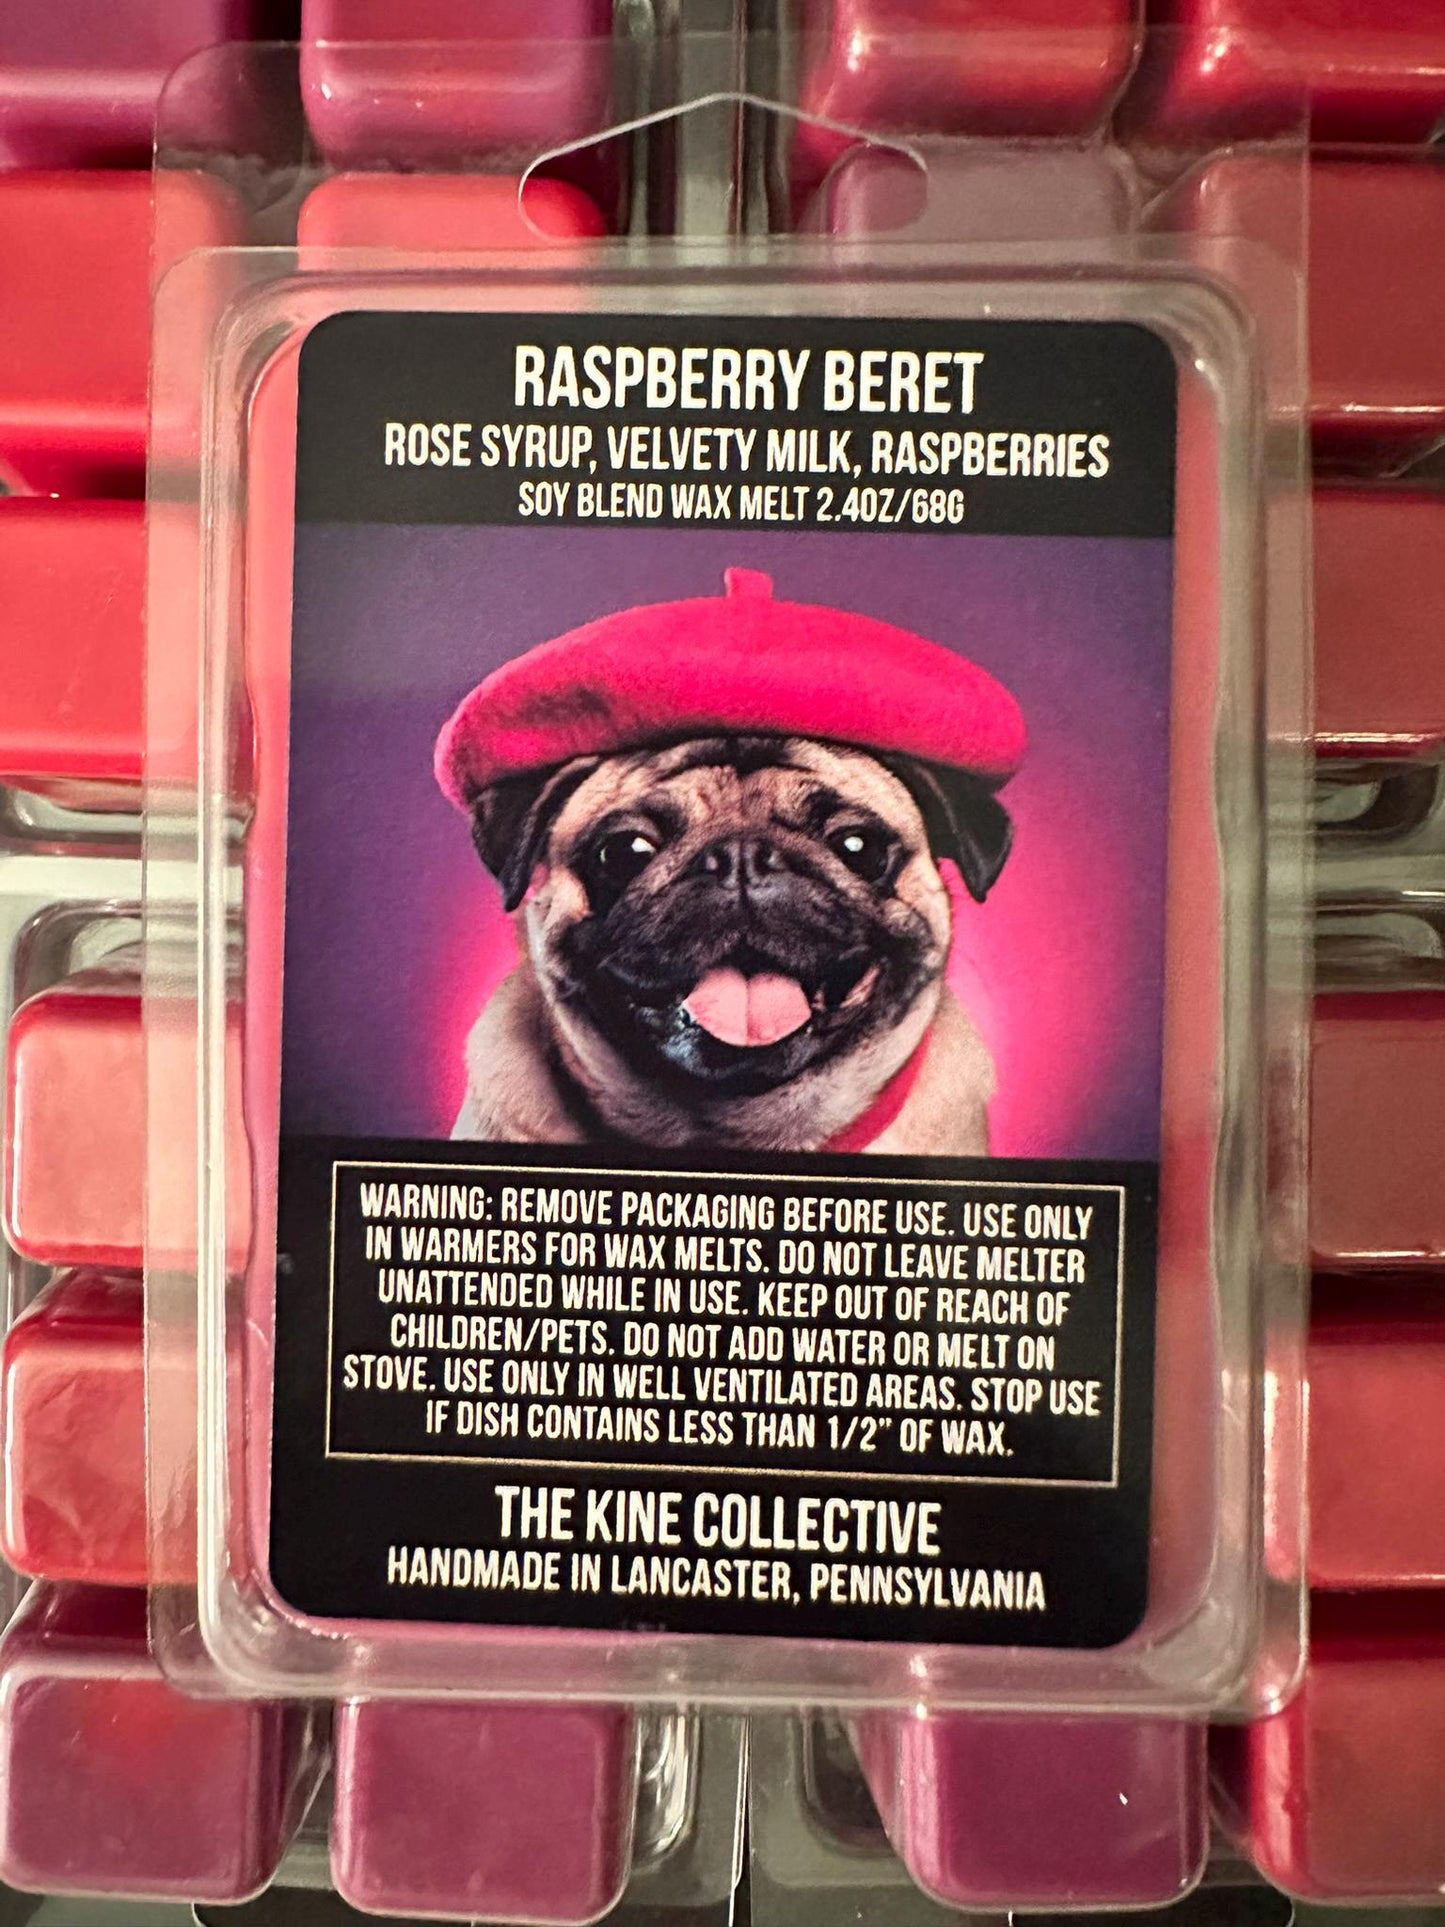 RASPBERRY BERET
ROSE SYRUP, VELVETY MILK, RASPBERRIES
SOY BLEND WAX MELT 2.4OZ/68G
WARNING: REMOVE PACKAGING BEFORE USE. USE ONLY
IN WARMERS FOR WAX MELTS. DO NOT LEAVE MELTER
UNATTENDED WHILE IN USE. KEEP OUT OF REACH OF
CHILDREN/PETS. DO NOT ADD WATER OR MELT ON
STOVE. USE ONLY IN WELL VENTILATED AREAS. STOP USE
IF DISH CONTAINS LESS THAN 1/2” OF WAX.
THE KINE COLLECTIVE
HANDMADE IN LANCASTER, PENNSYLVANIA